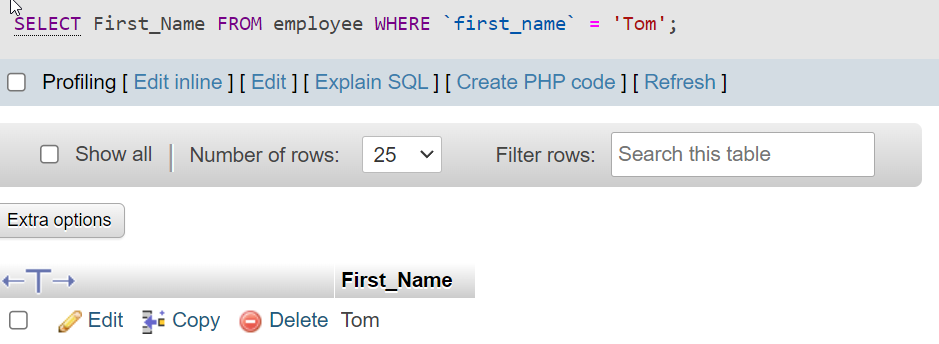 SELECT First_Name FROM employee WHERE `first_name` = 'Tom';
Profiling [ Edit inline ] [ Edit ] [ Explain SQL ] [ Create PHP code ] [ Refresh ]
Show all Number of rows: 25 Filter rows: Search this table
Extra options
First_Name
Edit Copy Delete Tom